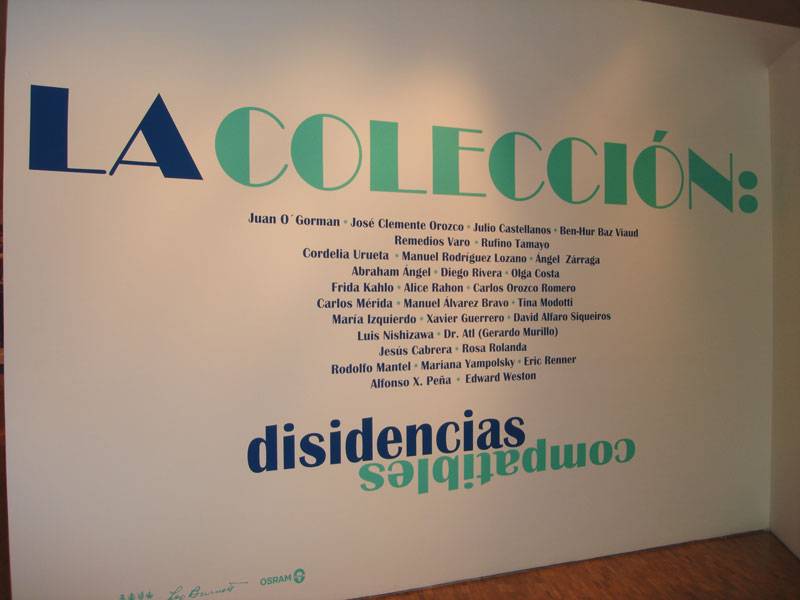 LA COLECCIÓN:
Juan O´Gorman • José Clemente Orozco • Julio Castellanos • Ben-Hur Baz Viaud
Remedios Varo • Rufino Tamayo
Cordelia Urueta • Manuel Rodríguez Lozano • Ángel Zárraga
Abraham Ángel • Diego Rivera • Olga Costa
Frida Kahlo • Alice Rahon • Carlos Orozco Romero
Carlos Mérida • Manuel Álvarez Bravo • Tina Modotti
María Izquierdo • Xavier Guerrero • David Alfaro Siqueiros
Luis Nishizawa • Dr. Atl (Gerardo Murillo)
Jesús Cabrera • Rosa Rolanda
Rodolfo Mantel • Mariana Yampolsky • Eric Renner
Alfonso X. Peña • Edward Weston
disidencias
compatibles
Leo Burnett OSRAM